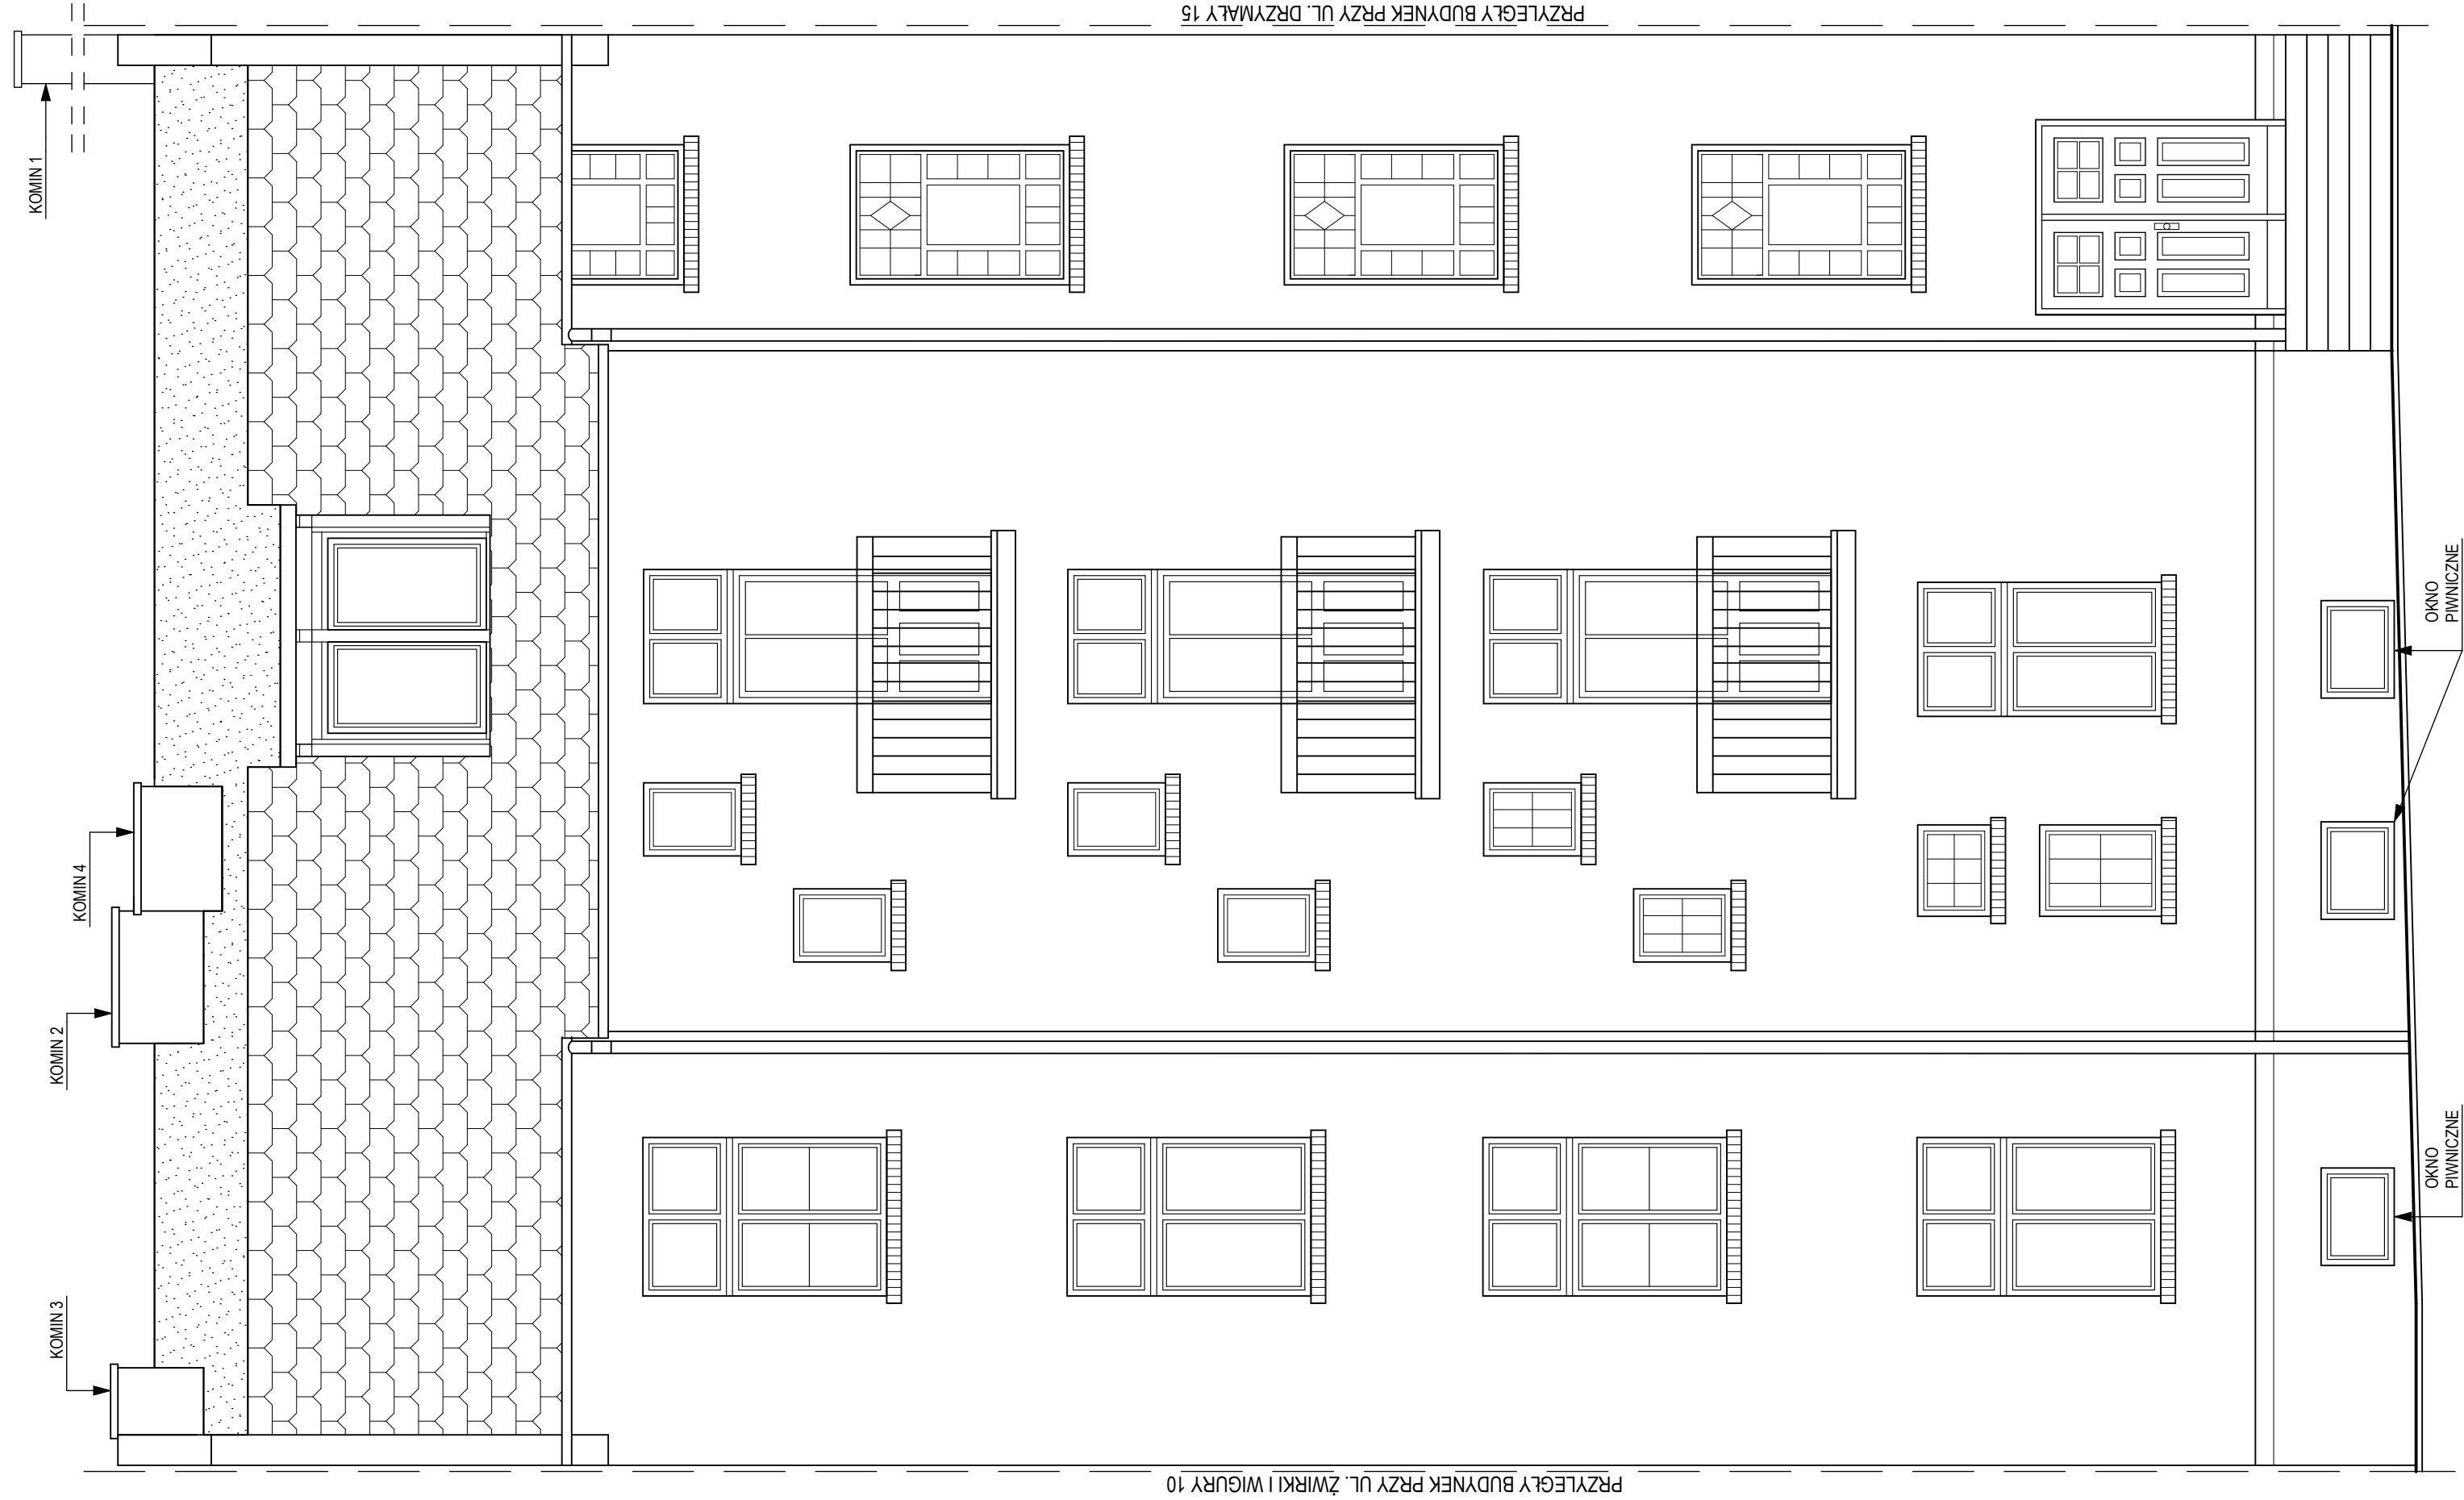 PRZYLEGŁY BUDYNEK PRZY UL. DRZYMAŁY 15
KOMIN 1
KOMIN 4
KOMIN 2
KOMIN 3
OKNO
PIWNICZNE
OKNO
PIWNICZNE
PRZYLEGŁY BUDYNEK PRZY UL. ŻWIRKI I WIGURY 10